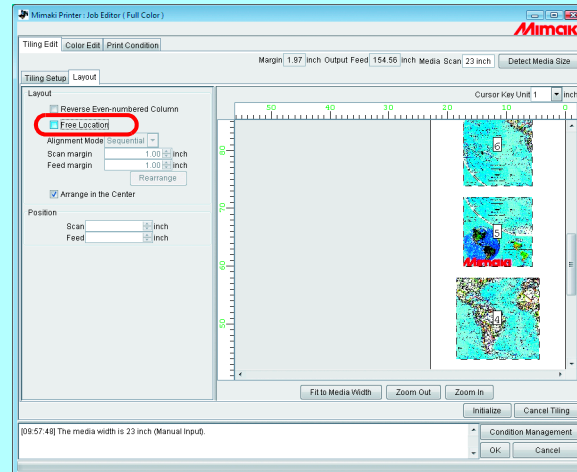 Mimaki Printer : Job Editor ( Full Color )
Mimaki
Tiling Edit Color Edit Print Condition
Margin 1.97 inch Output Feed 154.56 inch Media Scan 23 inch Detect Media Size
Tiling Setup Layout
Layout
Cursor Key Unit 1 inch
Reverse Even-numbered Column
Free Location
Alignment Mode Sequential
Scan margin 1.00 inch
Feed margin 1.00 inch
Rearrange
Arrange in the Center
Position
Scan inch
Feed inch
50 40 30 20 10 0
80
70
60
50
6
5
Mimaki
4
Fit to Media Width Zoom Out Zoom In
Initialize Cancel Tiling
[09:57:48] The media width is 23 inch (Manual Input).
Condition Management
OK Cancel